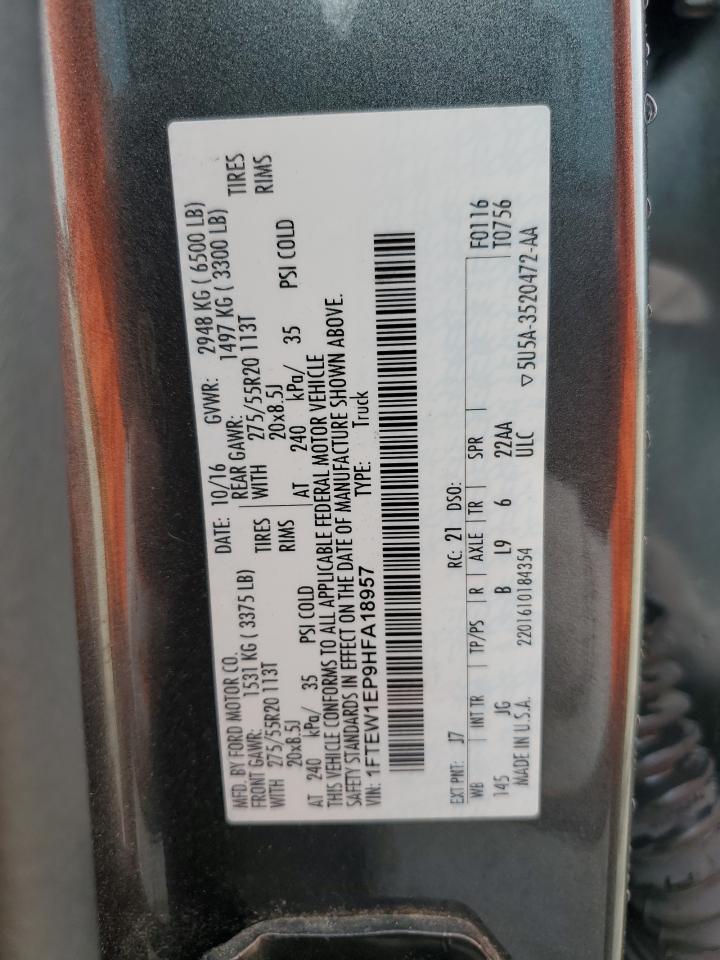 MFD. BY FORD MOTOR CO.
DATE: 10/16 GVWR: 2948 KG ( 6500 LB)
FRONT GAWR: 1531 KG ( 3375 LB) REAR GAWR: 1497 KG ( 3300 LB)
WITH 275/55R20 113T TIRES WITH 275/55R20 113T TIRES
20x8.5J RIMS 20x8.5J RIMS
AT 240 kPa/ 35 PSI COLD AT 240 kPa/ 35 PSI COLD
THIS VEHICLE CONFORMS TO ALL APPLICABLE FEDERAL MOTOR VEHICLE
SAFETY STANDARDS IN EFFECT ON THE DATE OF MANUFACTURE SHOWN ABOVE.
VIN: 1FTEW1EP9HFA18957 TYPE: Truck
EXT PNT: J7 RC: 21 DSO: F0116
WB INT TR TP/PS R AXLE TR SPR T0756
145 JG B L9 6 22AA
MADE IN U.S.A. 2201610184354 ULC ▽5U5A-3520472-AA